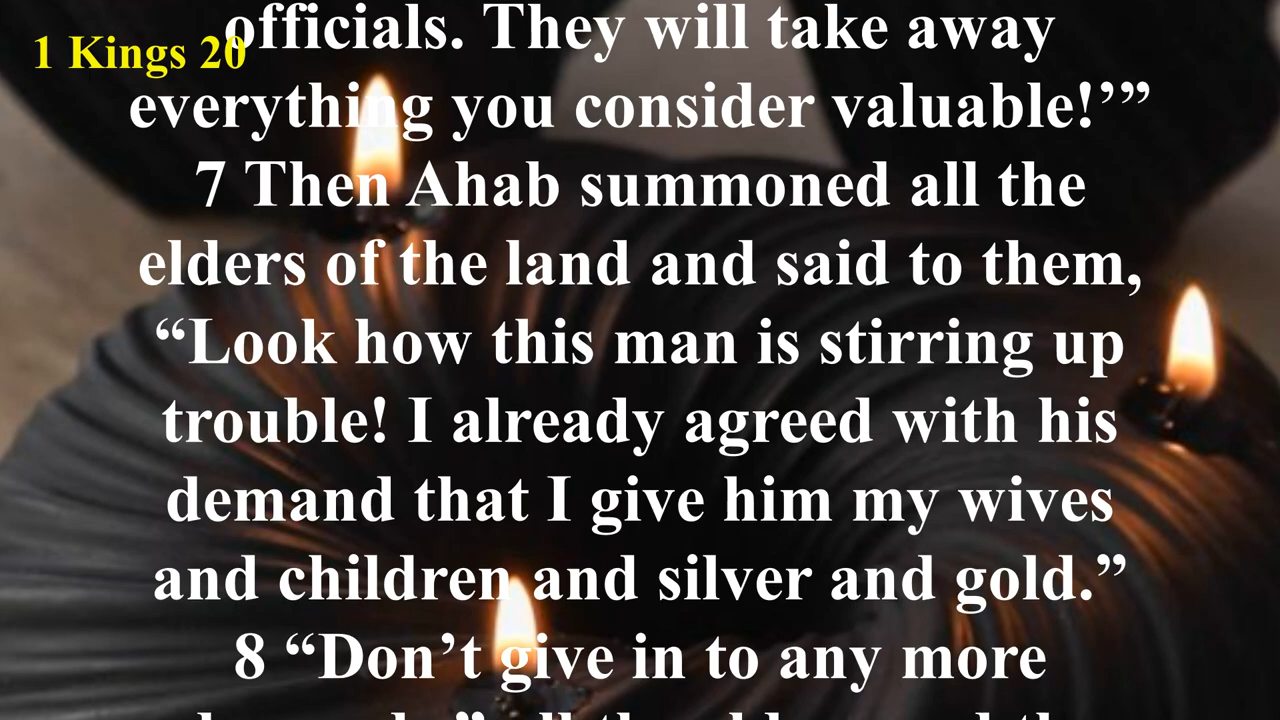 1 Kings 20
officials. They will take away
everything you consider valuable!’”
7 Then Ahab summoned all the
elders of the land and said to them,
“Look how this man is stirring up
trouble! I already agreed with his
demand that I give him my wives
and children and silver and gold.”
8 “Don’t give in to any more